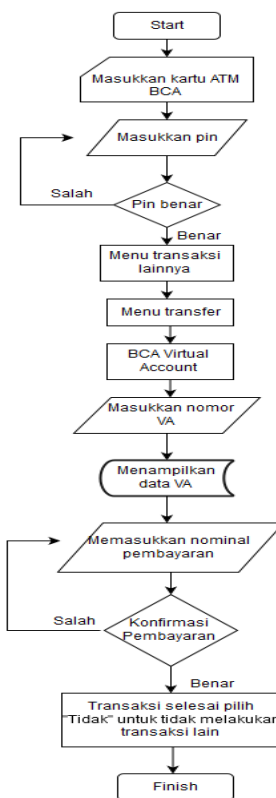 Start
Masukkan kartu ATM
BCA
Masukkan pin
Salah
Pin benar
Benar
Menu transaksi
lainnya
Menu transfer
BCA Virtual
Account
Masukkan nomor
VA
Menampilkan
data VA
Memasukkan nominal
pembayaran
Salah
Konfirmasi
Pembayaran
Benar
Transaksi selesai pilih
"Tidak" untuk tidak melakukan
transaksi lain
Finish